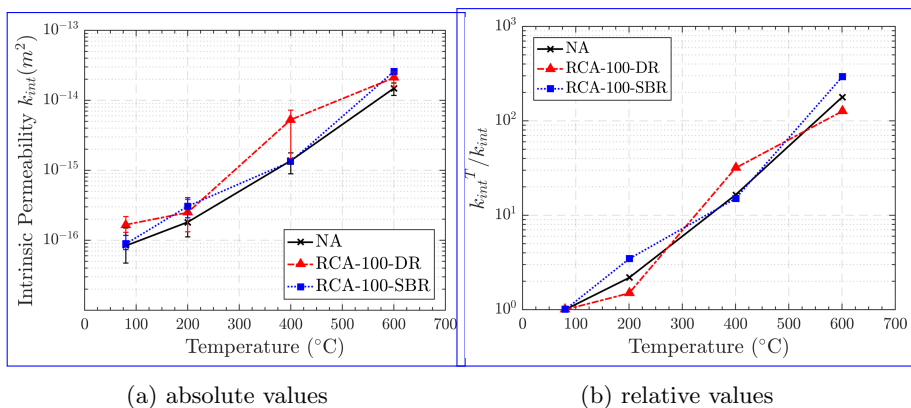 10^-13
10^-14
10^-15
10^-16
Intrinsic Permeability k_int(m^2)
0 100 200 300 400 500 600 700
Temperature (°C)
NA
RCA-100-DR
RCA-100-SBR
(a) absolute values
10^3
10^2
10^1
10^0
k_int^T/k_int
0 100 200 300 400 500 600 700
Temperature (°C)
NA
RCA-100-DR
RCA-100-SBR
(b) relative values